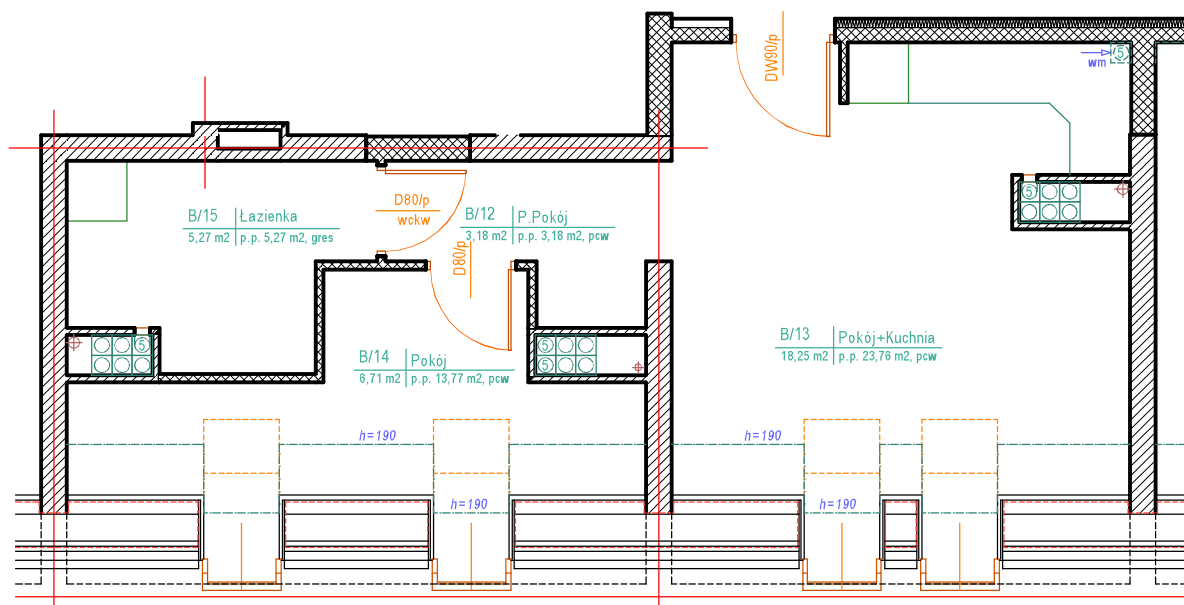 DW90/p
5
wm
D80/p
wckw
B/15 Łazienka
5,27 m2 p.p. 5,27 m2, gres
B/12 P.Pokój
3,18 m2 p.p. 3,18 m2, pcw
D80/p
5
B/13 Pokój+Kuchnia
18,25 m2 p.p. 23,76 m2, pcw
B/14 Pokój
6,71 m2 p.p. 13,77 m2, pcw
5
5
5
h=190
h=190
h=190
h=190